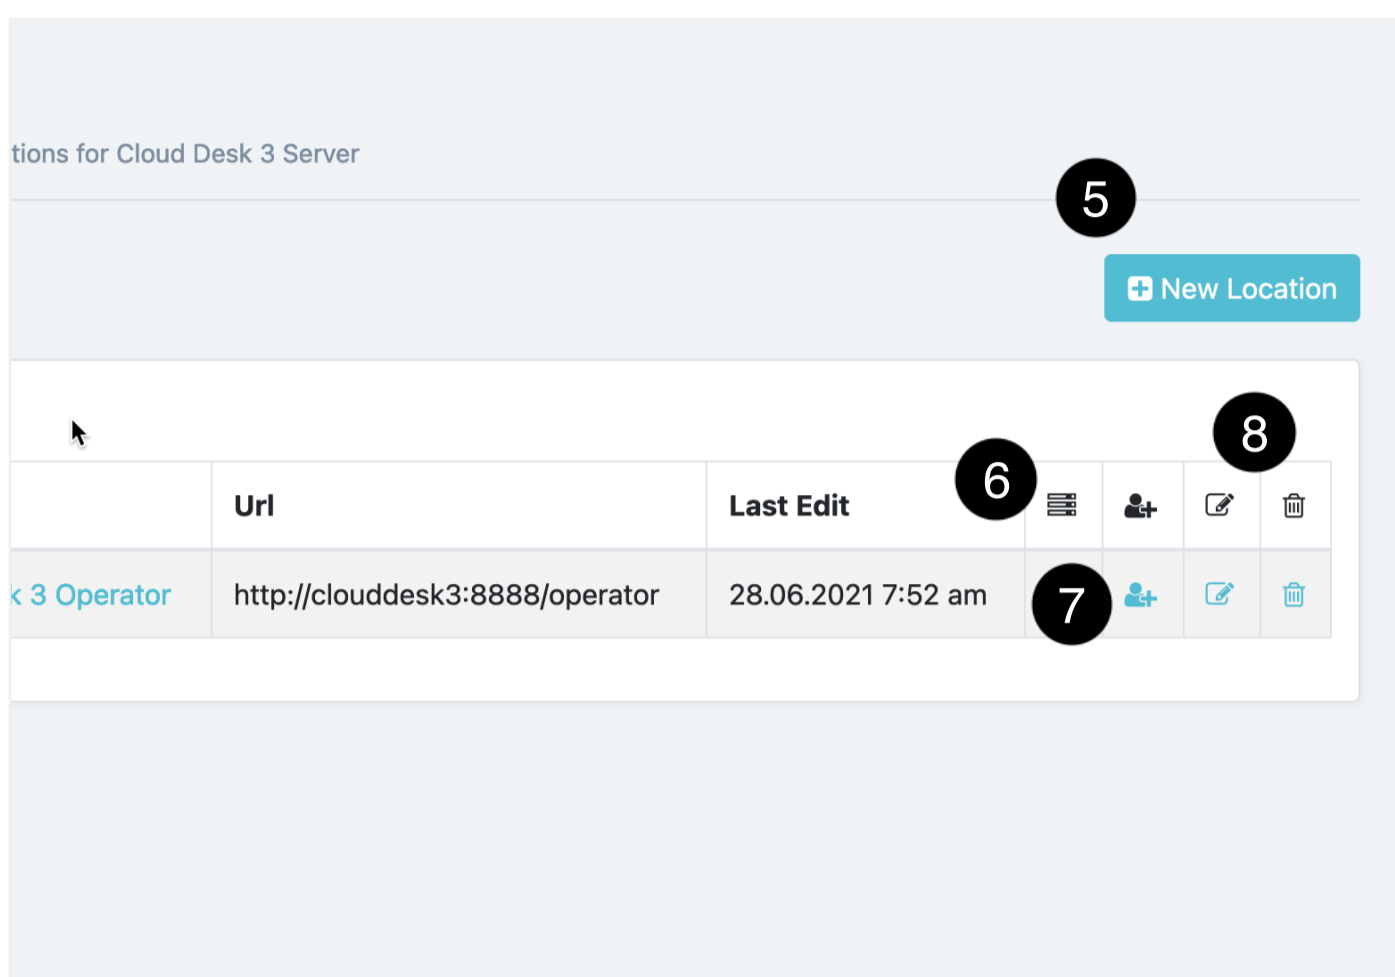 tions for Cloud Desk 3 Server
5
New Location
8
6
Url Last Edit
k 3 Operator http://clouddesk3:8888/operator 28.06.2021 7:52 am
7